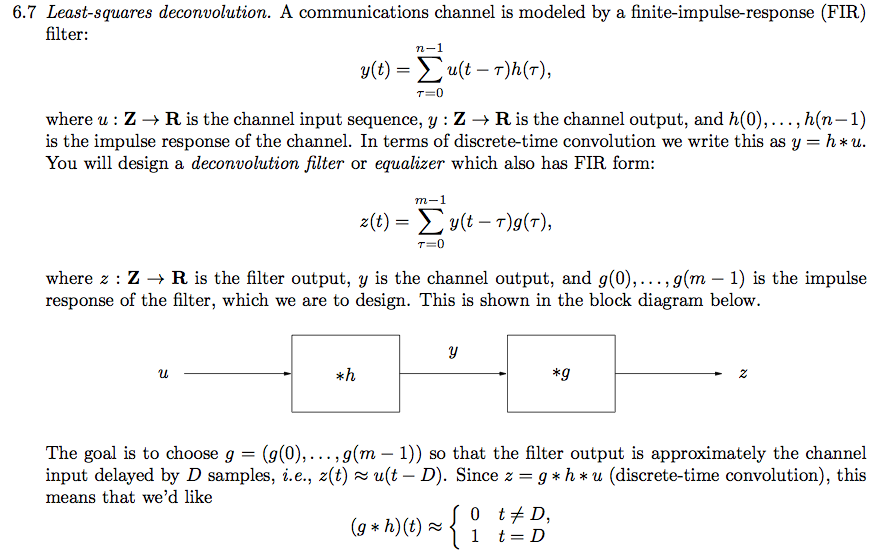 6.7 Least-squares deconvolution. A communications channel is modeled by a finite-impulse-response (FIR)
filter:
y(t) = ∑_{τ=0}^{n−1} u(t − τ)h(τ),
where u : Z → R is the channel input sequence, y : Z → R is the channel output, and h(0), . . . , h(n−1)
is the impulse response of the channel. In terms of discrete-time convolution we write this as y = h ∗ u.
You will design a deconvolution filter or equalizer which also has FIR form:
z(t) = ∑_{τ=0}^{m−1} y(t − τ)g(τ),
where z : Z → R is the filter output, y is the channel output, and g(0), . . . , g(m − 1) is the impulse
response of the filter, which we are to design. This is shown in the block diagram below.
u ∗h y ∗g z
The goal is to choose g = (g(0), . . . , g(m − 1)) so that the filter output is approximately the channel
input delayed by D samples, i.e., z(t) ≈ u(t − D). Since z = g ∗ h ∗ u (discrete-time convolution), this
means that we'd like
(g ∗ h)(t) ≈ { 0 t ≠ D,
1 t = D